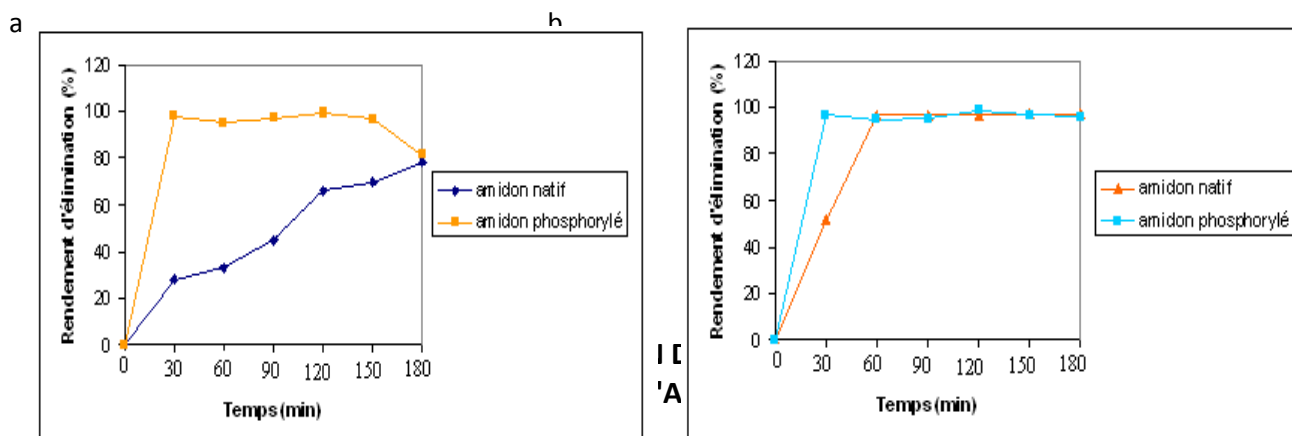 a
b
Rendement d'élimination (%)
120
100
80
60
40
20
0
0 30 60 90 120 150 180
Temps (min)
amidon natif
amidon phosphorylé
Rendement d'élimination (%)
120
100
80
60
40
20
0
0 30 60 90 120 150 180
Temps (min)
amidon natif
amidon phosphorylé
'A